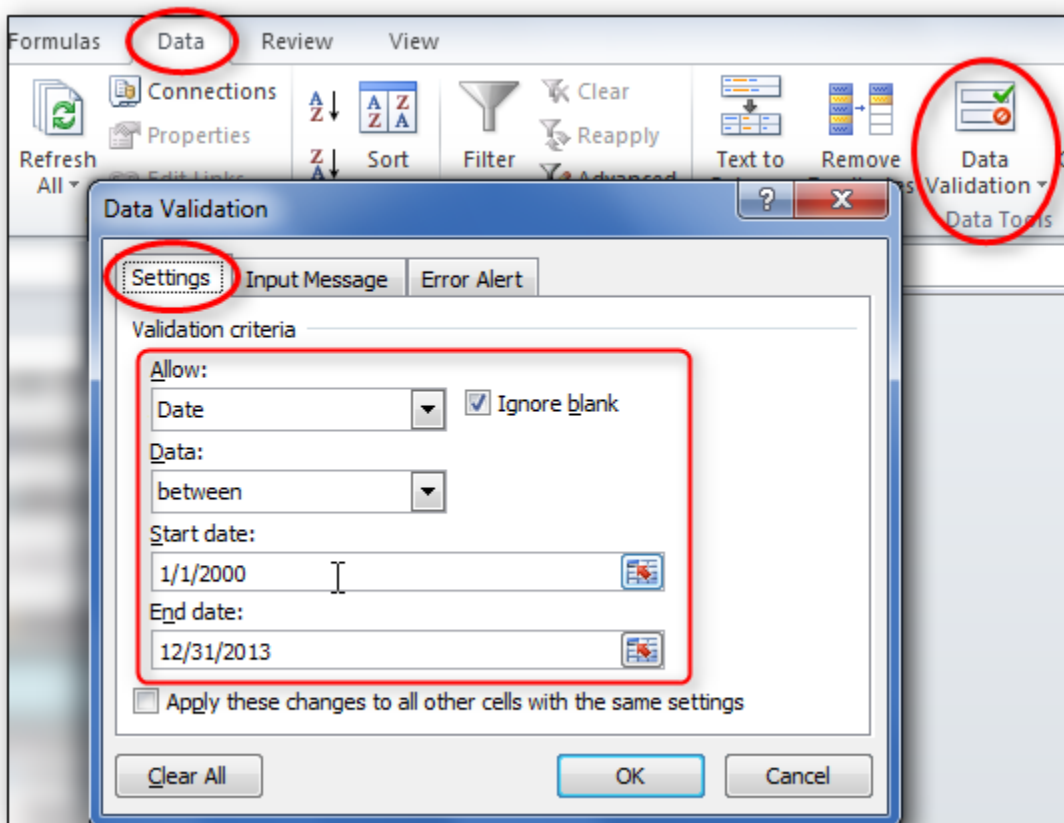 Formulas Data Review View
Connections
Properties
Refresh All
Sort
Filter
Clear
Reapply
Text to
Remove
Data Validation
Data Tools
Data Validation
Settings Input Message Error Alert
Validation criteria
Allow:
Date
Ignore blank
Data:
between
Start date:
1/1/2000
End date:
12/31/2013
Apply these changes to all other cells with the same settings
Clear All OK Cancel